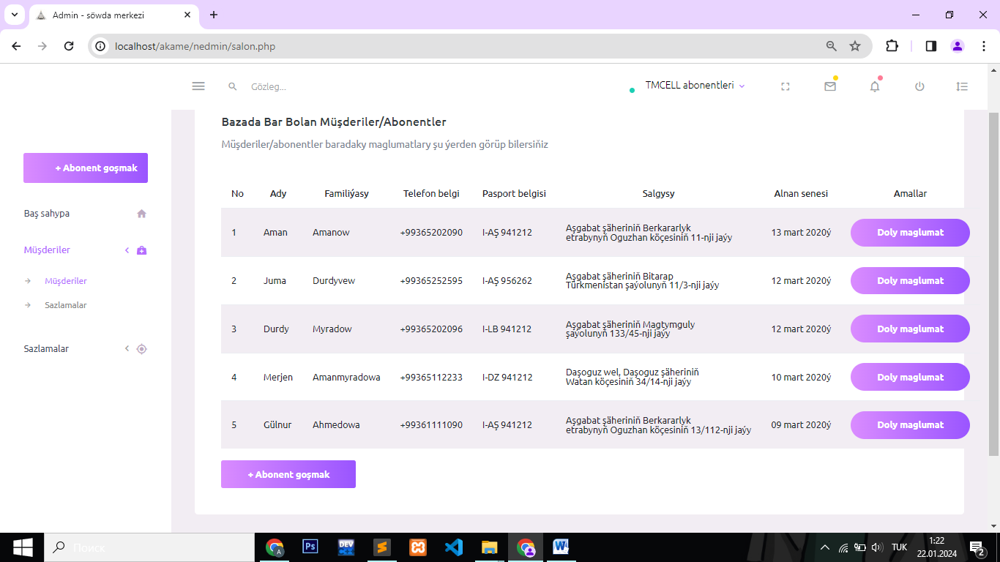 Admin - söwda merkezi
localhost/akame/nedmin/salon.php
Gözleg...
TMCELL abonentleri
+ Abonent goşmak
Baş sahypa
Müşderiler
Müşderiler
Sazlamalar
Sazlamalar
Bazada Bar Bolan Müşderiler/Abonentler
Müşderiler/abonentler baradaky maglumatlary şu ýerden görüp bilersiňiz
No Ady Familiýasy Telefon belgi Pasport belgisi Salgysy Alnan senesi Amallar
1 Aman Amanow +99365202090 I-AŞ 941212 Aşgabat şäheriniň Berkararlyk
etrabynyň Oguzhan köçesiniň 11-nji jaýy 13 mart 2020ý Doly maglumat
2 Juma Durdyvew +99365252595 I-AŞ 956262 Aşgabat şäheriniň Bitarap
Türkmenistan şaýolunyň 11/3-nji jaýy 12 mart 2020ý Doly maglumat
3 Durdy Myradow +99365202096 I-LB 941212 Aşgabat şäheriniň Magtymguly
şaýolunyň 133/45-nji jaýy 12 mart 2020ý Doly maglumat
4 Merjen Amanmyradowa +99365112233 I-DZ 941212 Daşoguz wel, Daşoguz şäheriniň
Watan köçesiniň 34/14-nji jaýy 10 mart 2020ý Doly maglumat
5 Gülnur Ahmedowa +99361111090 I-AŞ 941212 Aşgabat şäheriniň Berkararlyk
etrabynyň Oguzhan köçesiniň 13/112-nji jaýy 09 mart 2020ý Doly maglumat
+ Abonent goşmak
Поиск
A
Ps
DEV
C++
W
TUK
1:22
22.01.2024
2